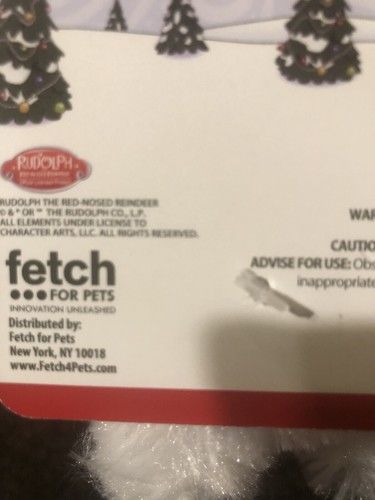 RUDOLPH
RUDOLPH THE RED-NOSED REINDEER
© & ® OR ™ THE RUDOLPH CO., L.P.
ALL ELEMENTS UNDER LICENSE TO
CHARACTER ARTS, LLC. ALL RIGHTS RESERVED.
fetch
FOR PETS
INNOVATION UNLEASHED
Distributed by:
Fetch for Pets
New York, NY 10018
www.Fetch4Pets.com
WAR
CAUTIO
ADVISE FOR USE: Obs
inappropriate